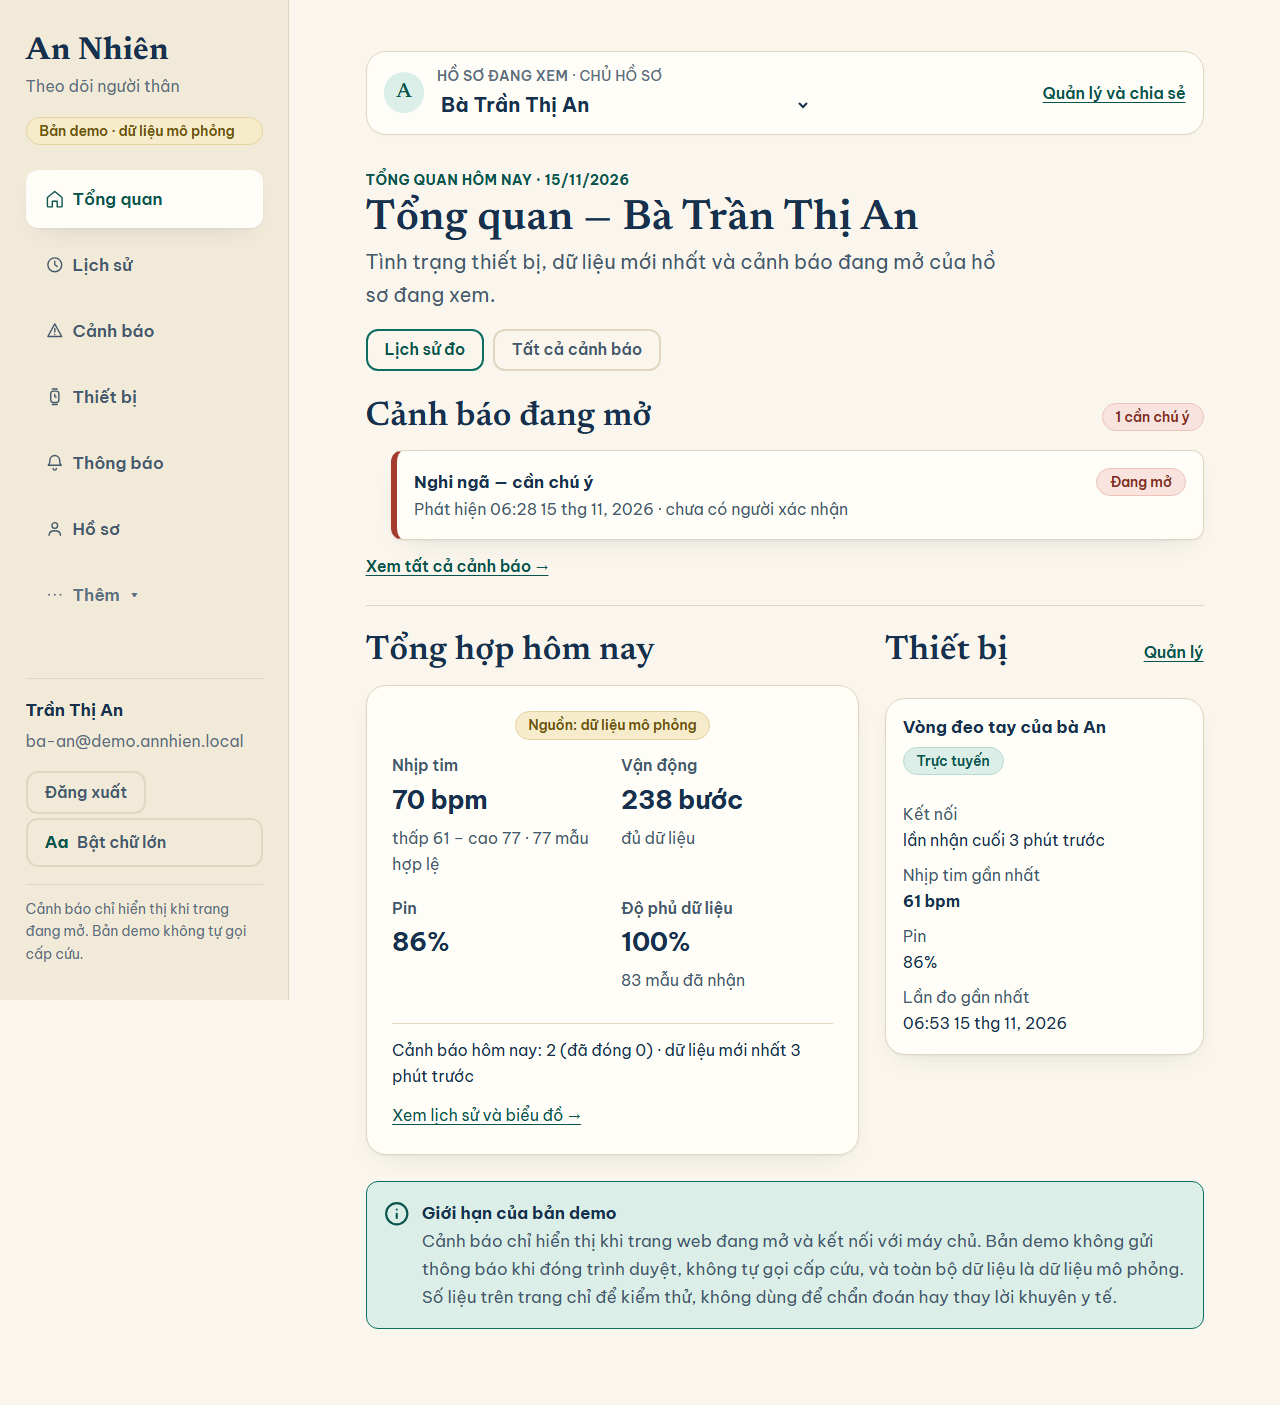 An Nhiên
Theo dõi người thân
Bản demo · dữ liệu mô phỏng
Tổng quan
Lịch sử
Cảnh báo
Thiết bị
Thông báo
Hồ sơ
Thêm
Trần Thị An
ba-an@demo.annhien.local
Đăng xuất
Aa Bật chữ lớn
Cảnh báo chỉ hiển thị khi trang
đang mở. Bản demo không tự gọi
cấp cứu.
A
HỒ SƠ ĐANG XEM · CHỦ HỒ SƠ
Bà Trần Thị An
Quản lý và chia sẻ
TỔNG QUAN HÔM NAY · 15/11/2026
Tổng quan – Bà Trần Thị An
Tình trạng thiết bị, dữ liệu mới nhất và cảnh báo đang mở của hồ
sơ đang xem.
Lịch sử đo
Tất cả cảnh báo
Cảnh báo đang mở
1 cần chú ý
Nghi ngã – cần chú ý
Đang mở
Phát hiện 06:28 15 thg 11, 2026 · chưa có người xác nhận
Xem tất cả cảnh báo →
Tổng hợp hôm nay
Nguồn: dữ liệu mô phỏng
Nhịp tim
70 bpm
thấp 61 – cao 77 · 77 mẫu
hợp lệ
Vận động
238 bước
đủ dữ liệu
Pin
86%
Độ phủ dữ liệu
100%
83 mẫu đã nhận
Cảnh báo hôm nay: 2 (đã đóng 0) · dữ liệu mới nhất 3
phút trước
Xem lịch sử và biểu đồ →
Thiết bị
Quản lý
Vòng đeo tay của bà An
Trực tuyến
Kết nối
lần nhận cuối 3 phút trước
Nhịp tim gần nhất
61 bpm
Pin
86%
Lần đo gần nhất
06:53 15 thg 11, 2026
Giới hạn của bản demo
Cảnh báo chỉ hiển thị khi trang web đang mở và kết nối với máy chủ. Bản demo không gửi
thông báo khi đóng trình duyệt, không tự gọi cấp cứu, và toàn bộ dữ liệu là dữ liệu mô phỏng.
Số liệu trên trang chỉ để kiểm thử, không dùng để chẩn đoán hay thay lời khuyên y tế.